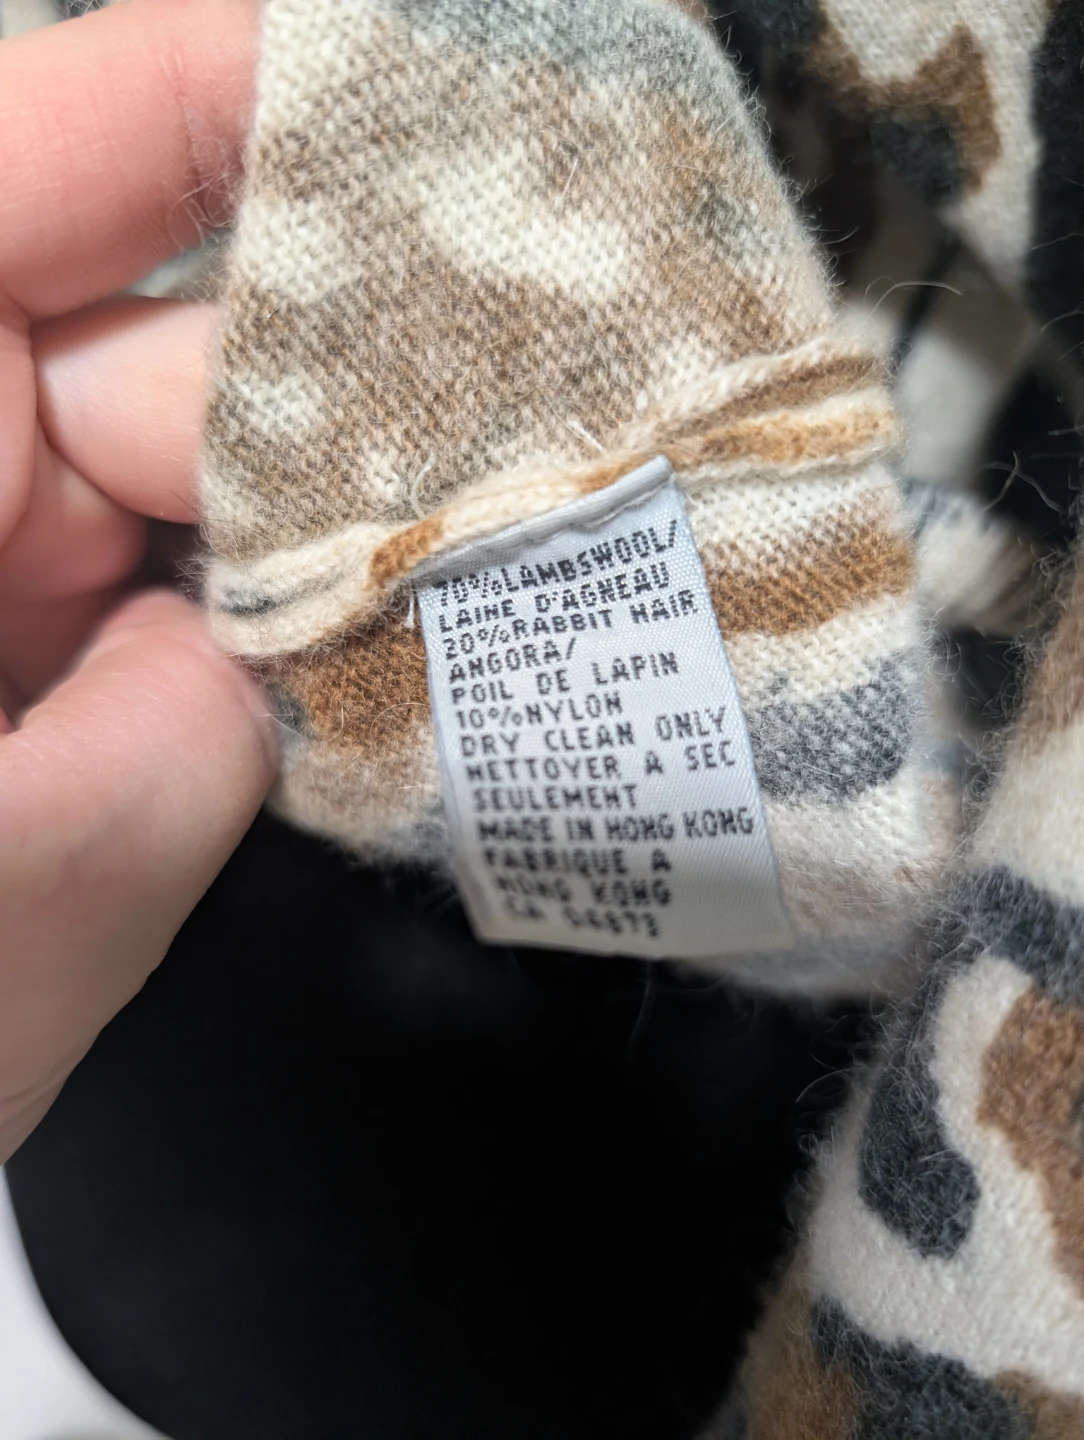 70%LAMBSWOOL/
LAINE D'AGNEAU
20%RABBIT HAIR
ANGORA/
POIL DE LAPIN
10%NYLON
DRY CLEAN ONLY
NETTOYER A SEC
SEULEMENT
MADE IN HONG KONG
FABRIQUE A
HONG KONG
CA